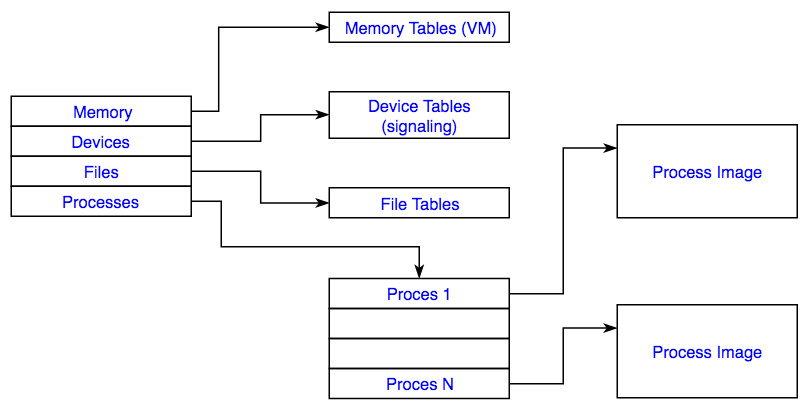 Memory Tables (VM)
Memory
Devices
Files
Processes
Device Tables
(signaling)
File Tables
Proces 1
Proces N
Process Image
Process Image